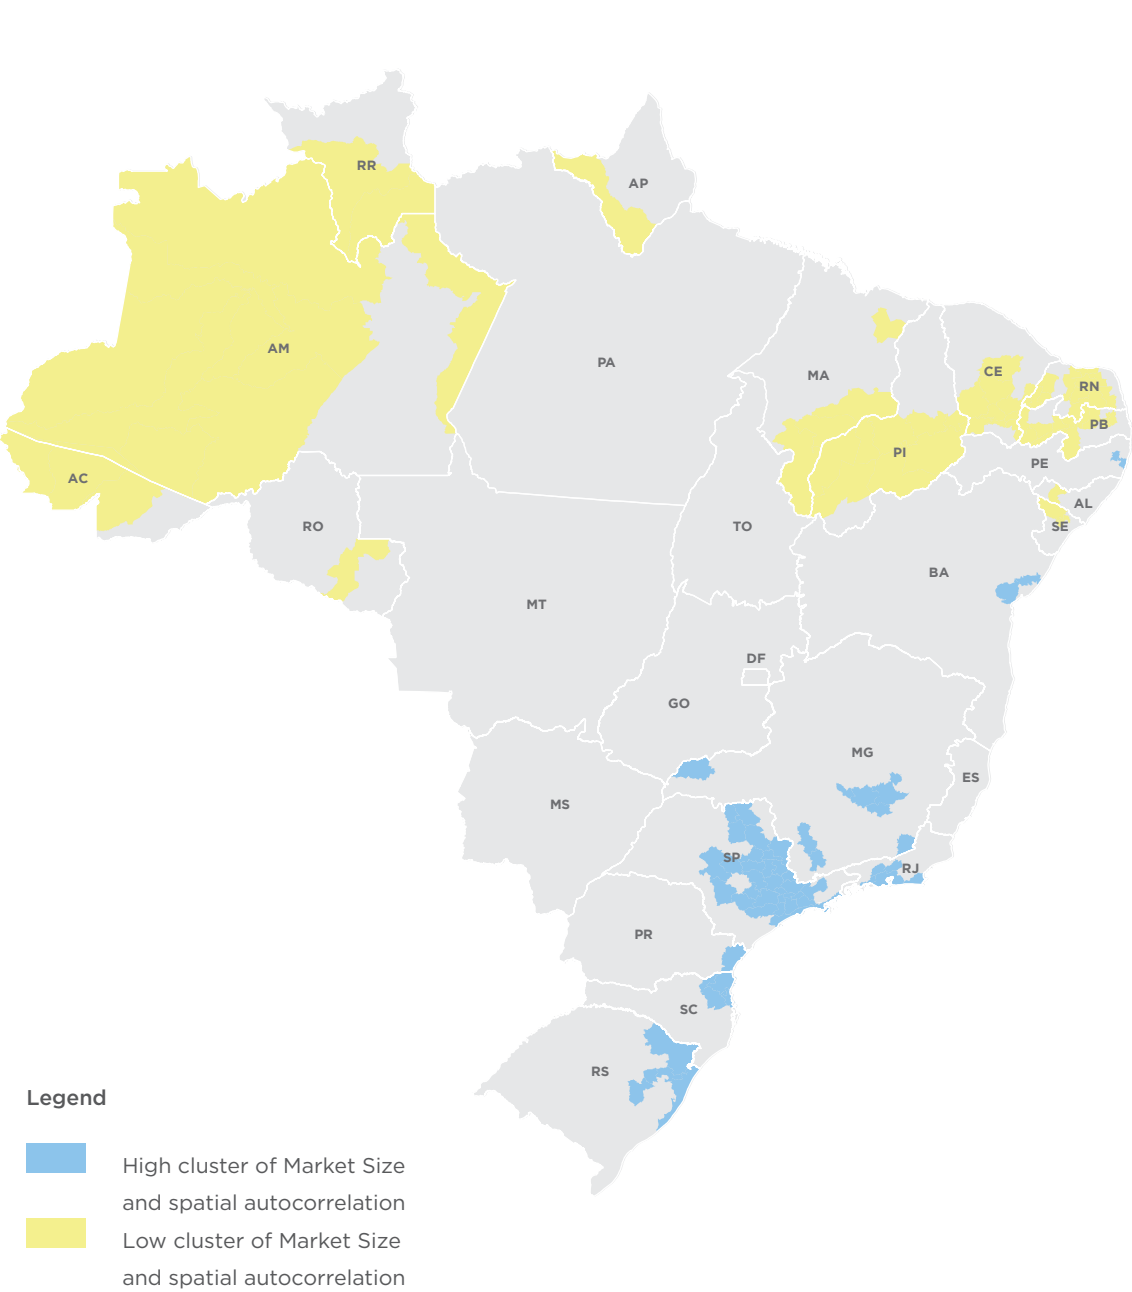 RR
AP
AM
PA
MA
CE
RN
PB
PI
PE
AC
AL
RO
TO
SE
BA
MT
DF
GO
MG
ES
MS
SP
RJ
PR
SC
RS
Legend
High cluster of Market Size
and spatial autocorrelation
Low cluster of Market Size
and spatial autocorrelation